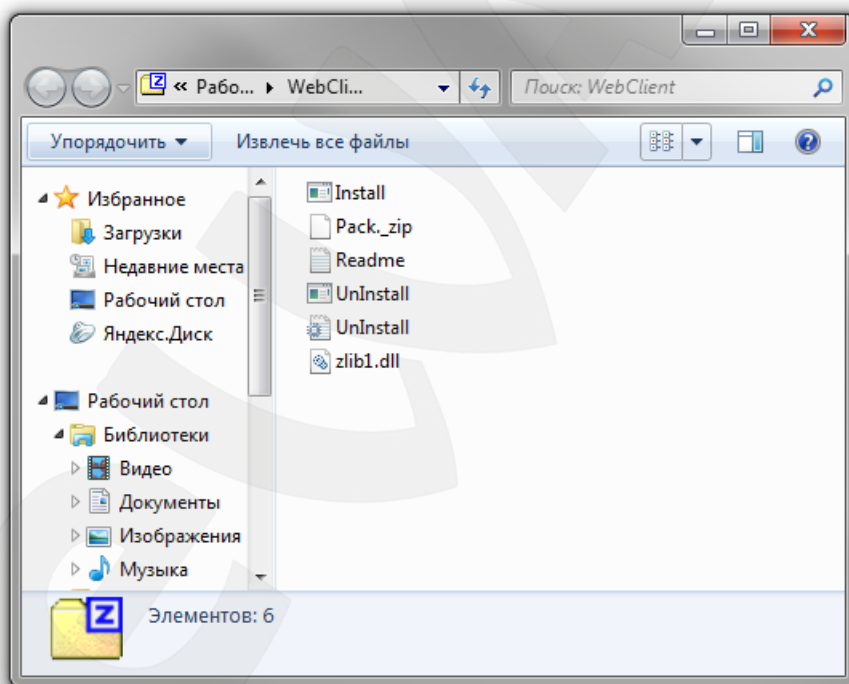 « Рабо... WebCli...
Поиск: WebClient
Упорядочить
Извлечь все файлы
Избранное
Загрузки
Недавние места
Рабочий стол
Яндекс.Диск
Рабочий стол
Библиотеки
Видео
Документы
Изображения
Музыка
Install
Pack._zip
Readme
UnInstall
UnInstall
zlib1.dll
Z
Элементов: 6